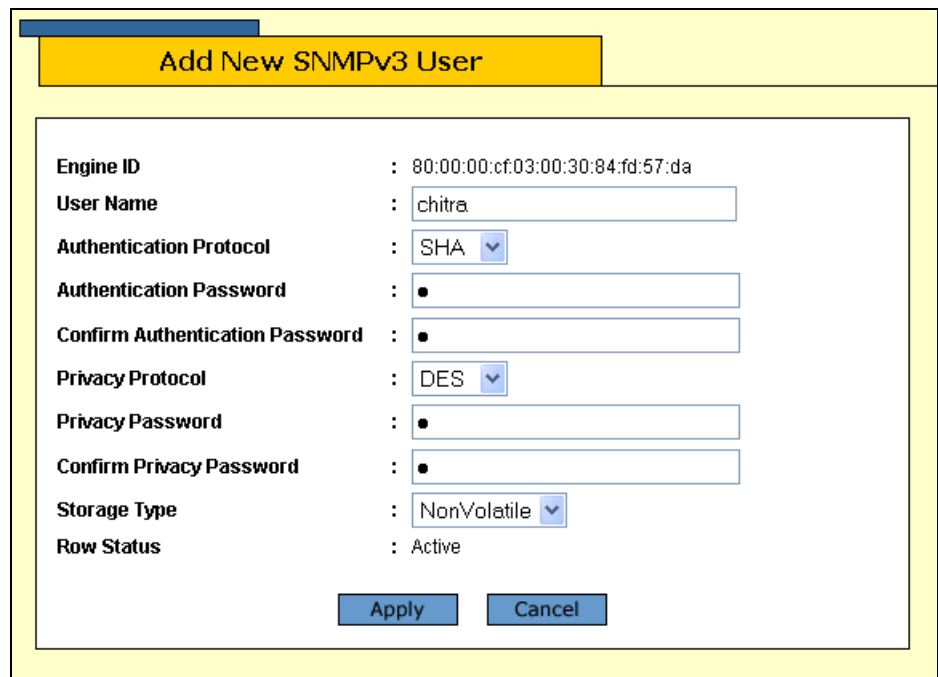 Add New SNMPv3 User
Engine ID : 80:00:00:cf:03:00:30:84:fd:57:da
User Name : chitra
Authentication Protocol : SHA
Authentication Password : •
Confirm Authentication Password : •
Privacy Protocol : DES
Privacy Password : •
Confirm Privacy Password : •
Storage Type : NonVolatile
Row Status : Active
Apply Cancel